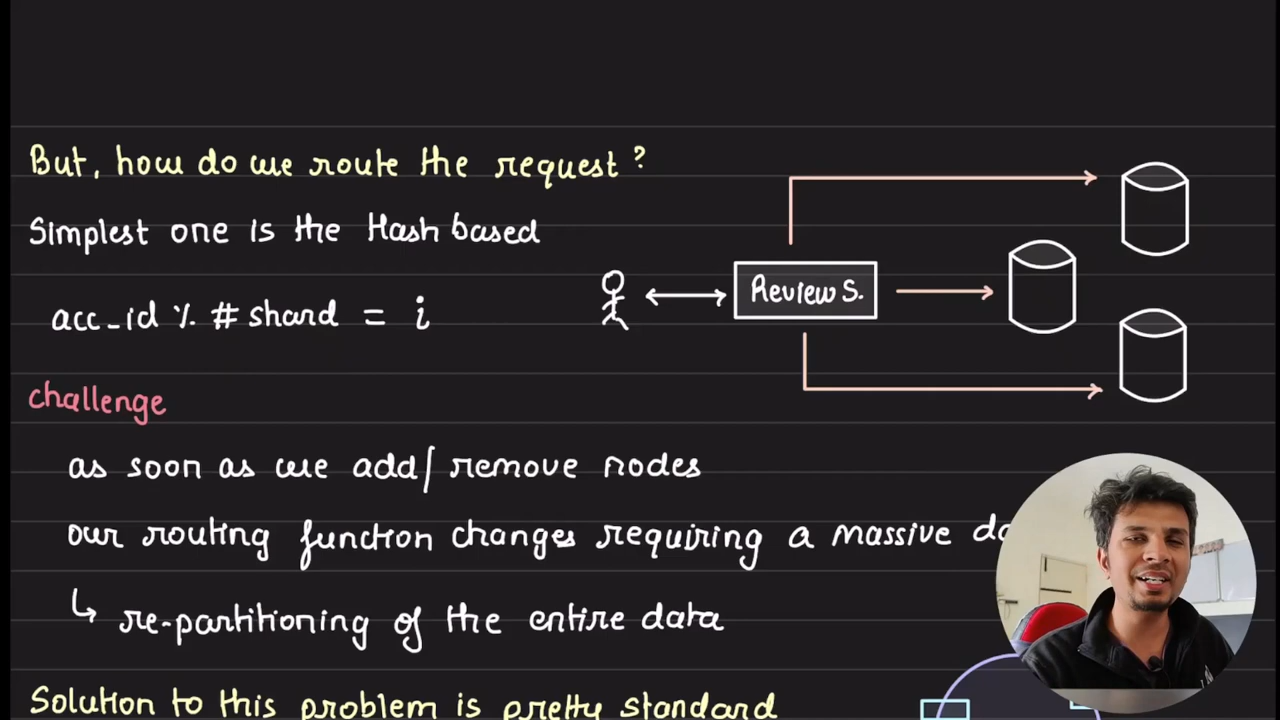 But, how do we route the request?
Simplest one is the Hash based
acc_id % # shard = i
Review S.
challenge
as soon as we add/ remove nodes
our routing function changes requiring a massive
↳ re-partitioning of the entire data
Solution to this problem is pretty standard